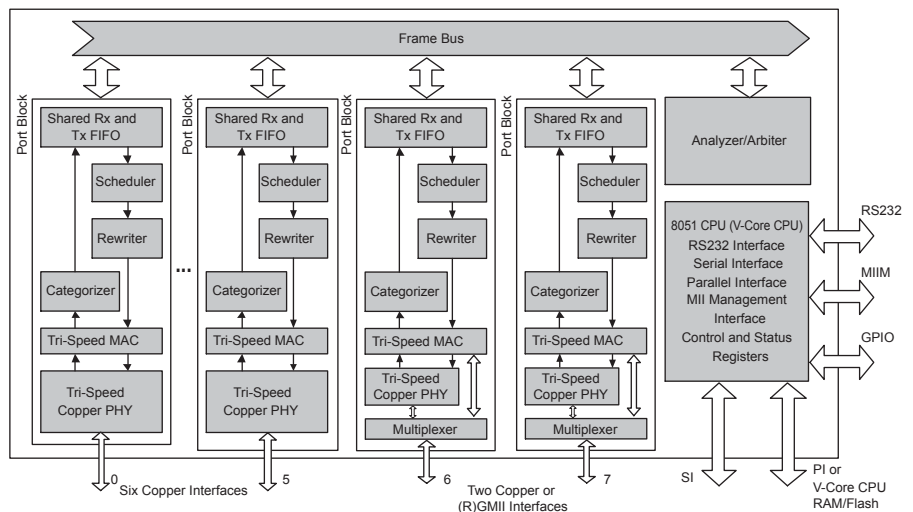 Frame Bus
Port Block
Shared Rx and
Tx FIFO
Scheduler
Rewriter
Categorizer
Tri-Speed MAC
Tri-Speed
Copper PHY
...
Port Block
Shared Rx and
Tx FIFO
Scheduler
Rewriter
Categorizer
Tri-Speed MAC
Tri-Speed
Copper PHY
Port Block
Shared Rx and
Tx FIFO
Scheduler
Rewriter
Categorizer
Tri-Speed MAC
Tri-Speed
Copper PHY
Multiplexer
Port Block
Shared Rx and
Tx FIFO
Scheduler
Rewriter
Categorizer
Tri-Speed MAC
Tri-Speed
Copper PHY
Multiplexer
Analyzer/Arbiter
8051 CPU (V-Core CPU)
RS232 Interface
Serial Interface
Parallel Interface
MII Management
Interface
Control and Status
Registers
RS232
MIIM
GPIO
0
Six Copper Interfaces
5
6
Two Copper or
(R)GMII Interfaces
7
SI
PI or
V-Core CPU
RAM/Flash